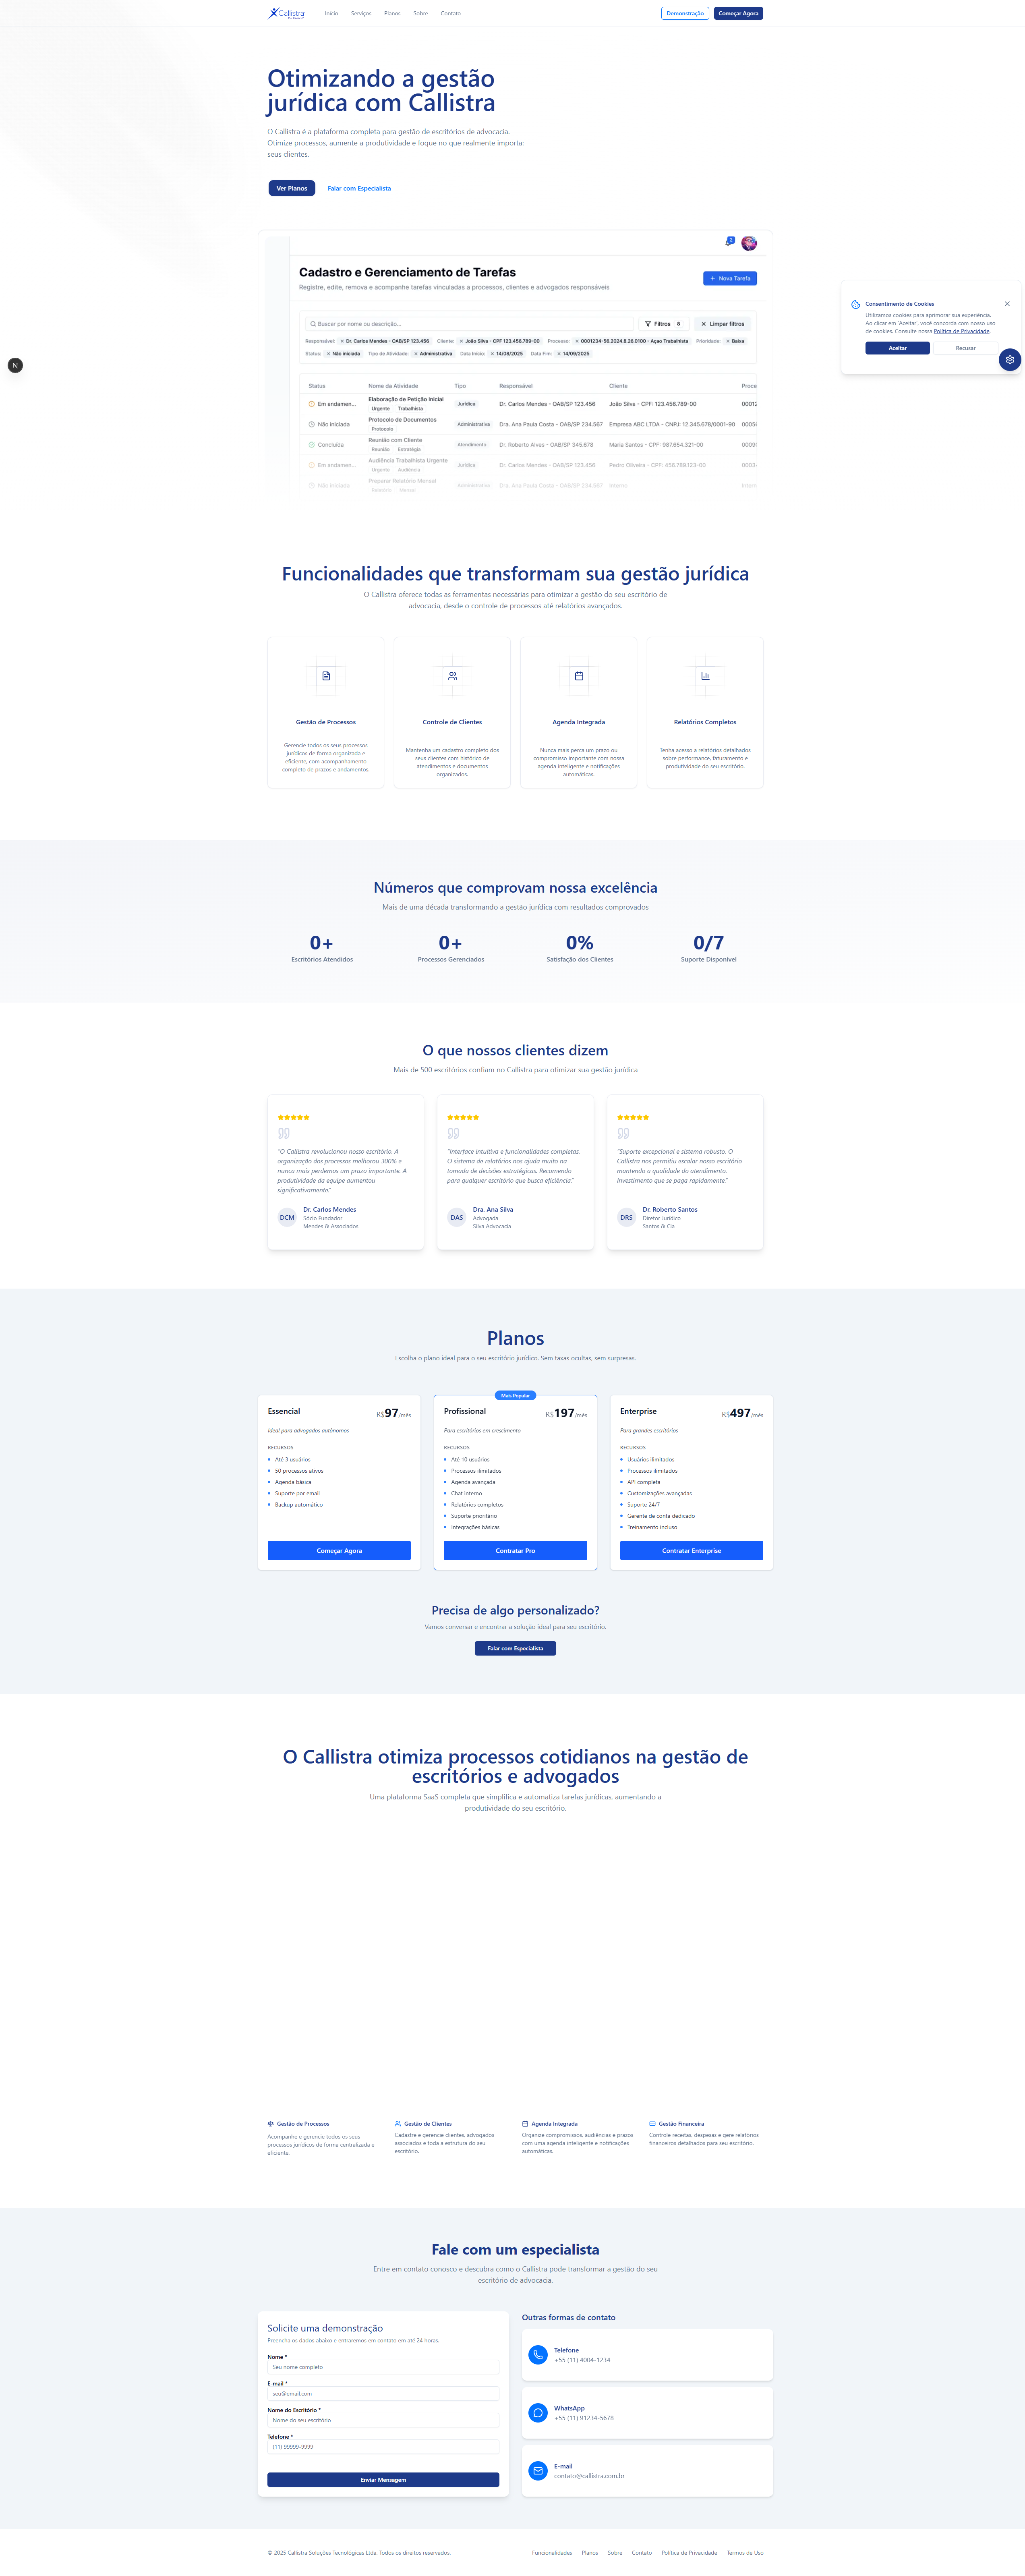 Callistra
Início
Serviços
Planos
Sobre
Contato
Demonstração
Começar Agora
Otimizando a gestão
jurídica com Callistra
O Callistra é a plataforma completa para gestão de escritórios de advocacia.
Otimize processos, aumente a produtividade e foque no que realmente importa:
seus clientes.
Ver Planos
Falar com Especialista
Cadastro e Gerenciamento de Tarefas
Registre, edite, remova e acompanhe tarefas vinculadas a processos, clientes e advogados responsáveis
Nova Tarefa
Buscar por nome ou descrição...
Filtros 8
Limpar filtros
Responsável: × Dr. Carlos Mendes - OAB/SP 123.456 Cliente: × João Silva - CPF 123.456.789-00 Processo: × 0001234-56.2024.8.26.0100 - Açao Trabalhista Prioridade: × Baixa
Status: × Não iniciada Tipo de Atividade: × Administrativa Data Início: × 14/08/2025 Data Fim: × 14/09/2025
Status Nome da Atividade Tipo Responsável Cliente Proce
Em andamen... Elaboração de Petição Inicial Jurídica Dr. Carlos Mendes - OAB/SP 123.456 João Silva - CPF: 123.456.789-00 00012
Urgente Trabalhista
Não iniciada Protocolo de Documentos Administrativa Dra. Ana Paula Costa - OAB/SP 234.567 Empresa ABC LTDA - CNPJ: 12.345.678/0001-90
Protocolo
Concluída Reunião com Cliente Atendimento Dr. Roberto Alves - OAB/SP 345.678 Maria Santos - CPF: 987.654.321-00
Reunião Estratégia
Em andamen... Audiência Trabalhista Urgente Jurídica Dr. Carlos Mendes - OAB/SP 123.456 Pedro Oliveira - CPF: 456.789.123-00
Urgente Audiência
Não iniciada Preparar Relatório Mensal Administrativa Dra. Ana Paula Costa - OAB/SP 234.567 Interno
Consentimento de Cookies
Utilizamos cookies para aprimorar sua experiência.
Ao clicar em 'Aceitar', você concorda com nosso uso
de cookies. Consulte nossa Política de Privacidade.
Aceitar
Recusar
N
Funcionalidades que transformam sua gestão jurídica
O Callistra oferece todas as ferramentas necessárias para otimizar a gestão do seu escritório de
advocacia, desde o controle de processos até relatórios avançados.
Gestão de Processos
Gerencie todos os seus processos
jurídicos de forma organizada e
eficiente, com acompanhamento
completo de prazos e andamentos.
Controle de Clientes
Mantenha um cadastro completo dos
seus clientes com histórico de
atendimentos e documentos
organizados.
Agenda Integrada
Nunca mais perca um prazo ou
compromisso importante com nossa
agenda inteligente e notificações
automáticas.
Relatórios Completos
Tenha acesso a relatórios detalhados
sobre performance, faturamento e
produtividade do seu escritório.
Números que comprovam nossa excelência
Mais de uma década transformando a gestão jurídica com resultados comprovados
0+
Escritórios Atendidos
0+
Processos Gerenciados
0%
Satisfação dos Clientes
0/7
Suporte Disponível
O que nossos clientes dizem
Mais de 500 escritórios confiam no Callistra para otimizar sua gestão jurídica
"O Callistra revolucionou nosso escritório. A
organização dos processos melhorou 300% e
nunca mais perdemos um prazo importante. A
produtividade da equipe aumentou
significativamente."
DCM
Dr. Carlos Mendes
Sócio Fundador
Mendes & Associados
"Interface intuitiva e funcionalidades completas.
O sistema de relatórios nos ajuda muito na
tomada de decisões estratégicas. Recomendo
para qualquer escritório que busca eficiência."
DAS
Dra. Ana Silva
Advogada
Silva Advocacia
"Suporte excepcional e sistema robusto. O
Callistra nos permitiu escalar nosso escritório
mantendo a qualidade do atendimento.
Investimento que se paga rapidamente."
DRS
Dr. Roberto Santos
Diretor Jurídico
Santos & Cia
Planos
Escolha o plano ideal para o seu escritório jurídico. Sem taxas ocultas, sem surpresas.
Essencial
R$97/mês
Ideal para advogados autônomos
RECURSOS
Até 3 usuários
50 processos ativos
Agenda básica
Suporte por email
Backup automático
Começar Agora
Mais Popular
Profissional
R$197/mês
Para escritórios em crescimento
RECURSOS
Até 10 usuários
Processos ilimitados
Agenda avançada
Chat interno
Relatórios completos
Suporte prioritário
Integrações básicas
Contratar Pro
Enterprise
R$497/mês
Para grandes escritórios
RECURSOS
Usuários ilimitados
Processos ilimitados
API completa
Customizações avançadas
Suporte 24/7
Gerente de conta dedicado
Treinamento incluso
Contratar Enterprise
Precisa de algo personalizado?
Vamos conversar e encontrar a solução ideal para seu escritório.
Falar com Especialista
O Callistra otimiza processos cotidianos na gestão de
escritórios e advogados
Uma plataforma SaaS completa que simplifica e automatiza tarefas jurídicas, aumentando a
produtividade do seu escritório.
Gestão de Processos
Acompanhe e gerencie todos os seus
processos jurídicos de forma centralizada e
eficiente.
Gestão de Clientes
Cadastre e gerencie clientes, advogados
associados e toda a estrutura do seu
escritório.
Agenda Integrada
Organize compromissos, audiências e prazos
com uma agenda inteligente e notificações
automáticas.
Gestão Financeira
Controle receitas, despesas e gere relatórios
financeiros detalhados para seu escritório.
Fale com um especialista
Entre em contato conosco e descubra como o Callistra pode transformar a gestão do seu
escritório de advocacia.
Solicite uma demonstração
Preencha os dados abaixo e entraremos em contato em até 24 horas.
Nome *
Seu nome completo
E-mail *
seu@email.com
Nome do Escritório *
Nome do seu escritório
Telefone *
(11) 99999-9999
Enviar Mensagem
Outras formas de contato
Telefone
+55 (11) 4004-1234
WhatsApp
+55 (11) 91234-5678
E-mail
contato@callistra.com.br
© 2025 Callistra Soluções Tecnológicas Ltda. Todos os direitos reservados.
Funcionalidades
Planos
Sobre
Contato
Política de Privacidade
Termos de Uso